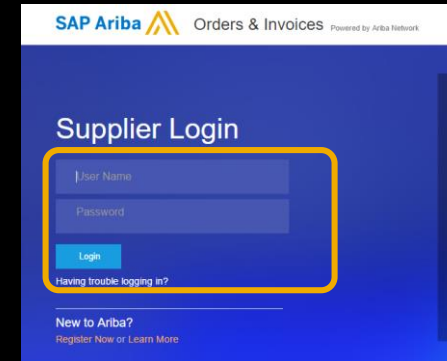 SAP Ariba Orders & Invoices Powered by Ariba Network
Supplier Login
User Name
Password
Login
Having trouble logging in?
New to Ariba?
Register Now or Learn More